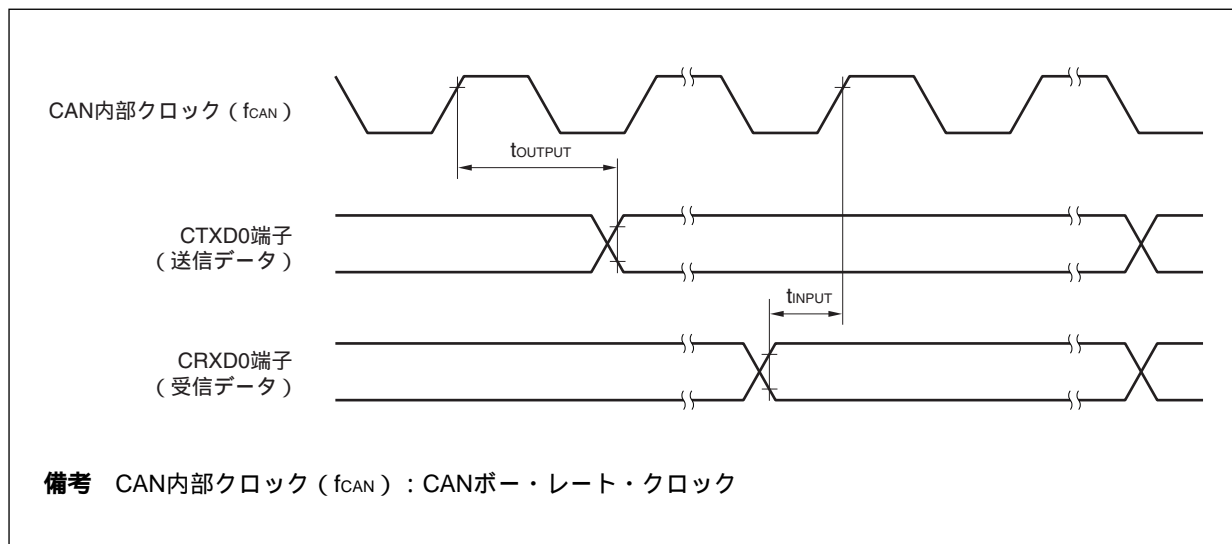 CAN内部クロック（fCAN）
tOUTPUT
CTXD0端子
（送信データ）
tINPUT
CRXD0端子
（受信データ）
備考 CAN内部クロック（fCAN）：CANボー・レート・クロック